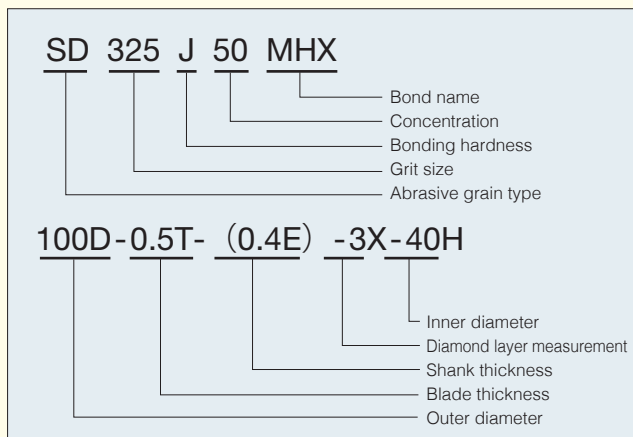 SD 325 J 50 MHX
Bond name
Concentration
Bonding hardness
Grit size
Abrasive grain type
100D-0.5T-（0.4E）-3X-40H
Inner diameter
Diamond layer measurement
Shank thickness
Blade thickness
Outer diameter